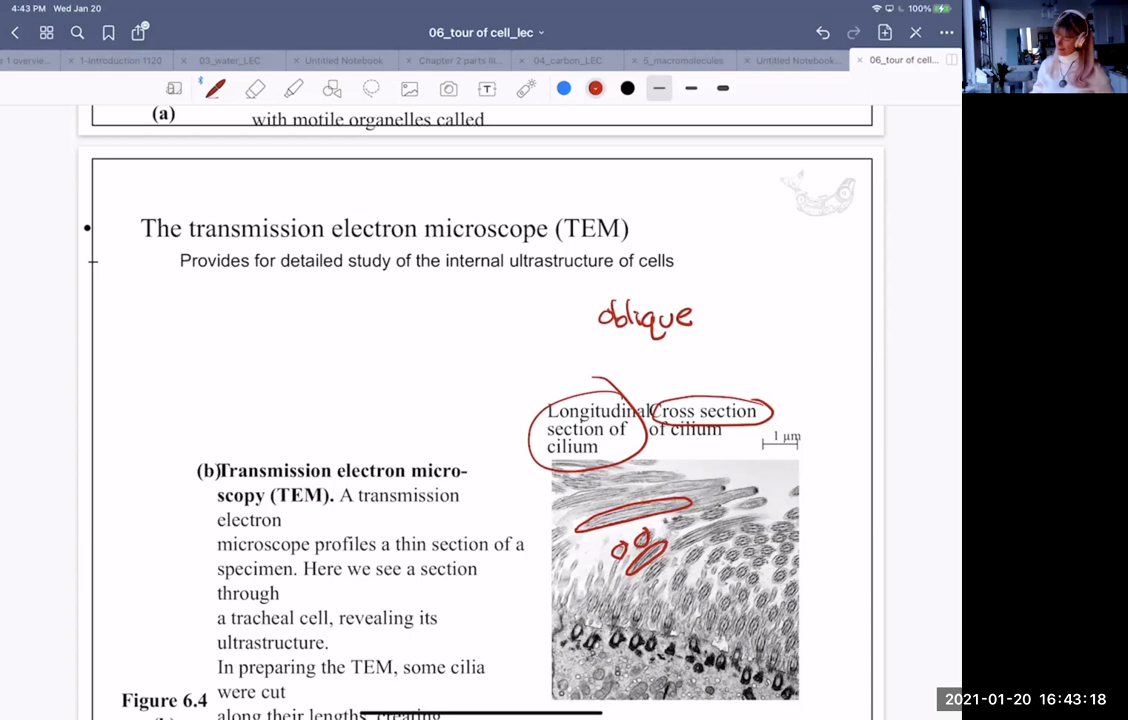 4:43 PM Wed Jan 20
100%
06_tour of cell_lec
1 overvie...
1-introduction 1120
03_water_LEC
Untitled Notebook
Chapter 2 parts III...
04_carbon_LEC
5_macromolecules
Untitled Notebook...
06_tour of cell...
(a)
with motile organelles called
• The transmission electron microscope (TEM)
– Provides for detailed study of the internal ultrastructure of cells
oblique
Longitudinal
section of
cilium
Cross section
of cilium
1 µm
(b) Transmission electron micro-
scopy (TEM). A transmission
electron
microscope profiles a thin section of a
specimen. Here we see a section
through
a tracheal cell, revealing its
ultrastructure.
In preparing the TEM, some cilia
were cut
along their lengths, creating
Figure 6.4
2021-01-20 16:43:18